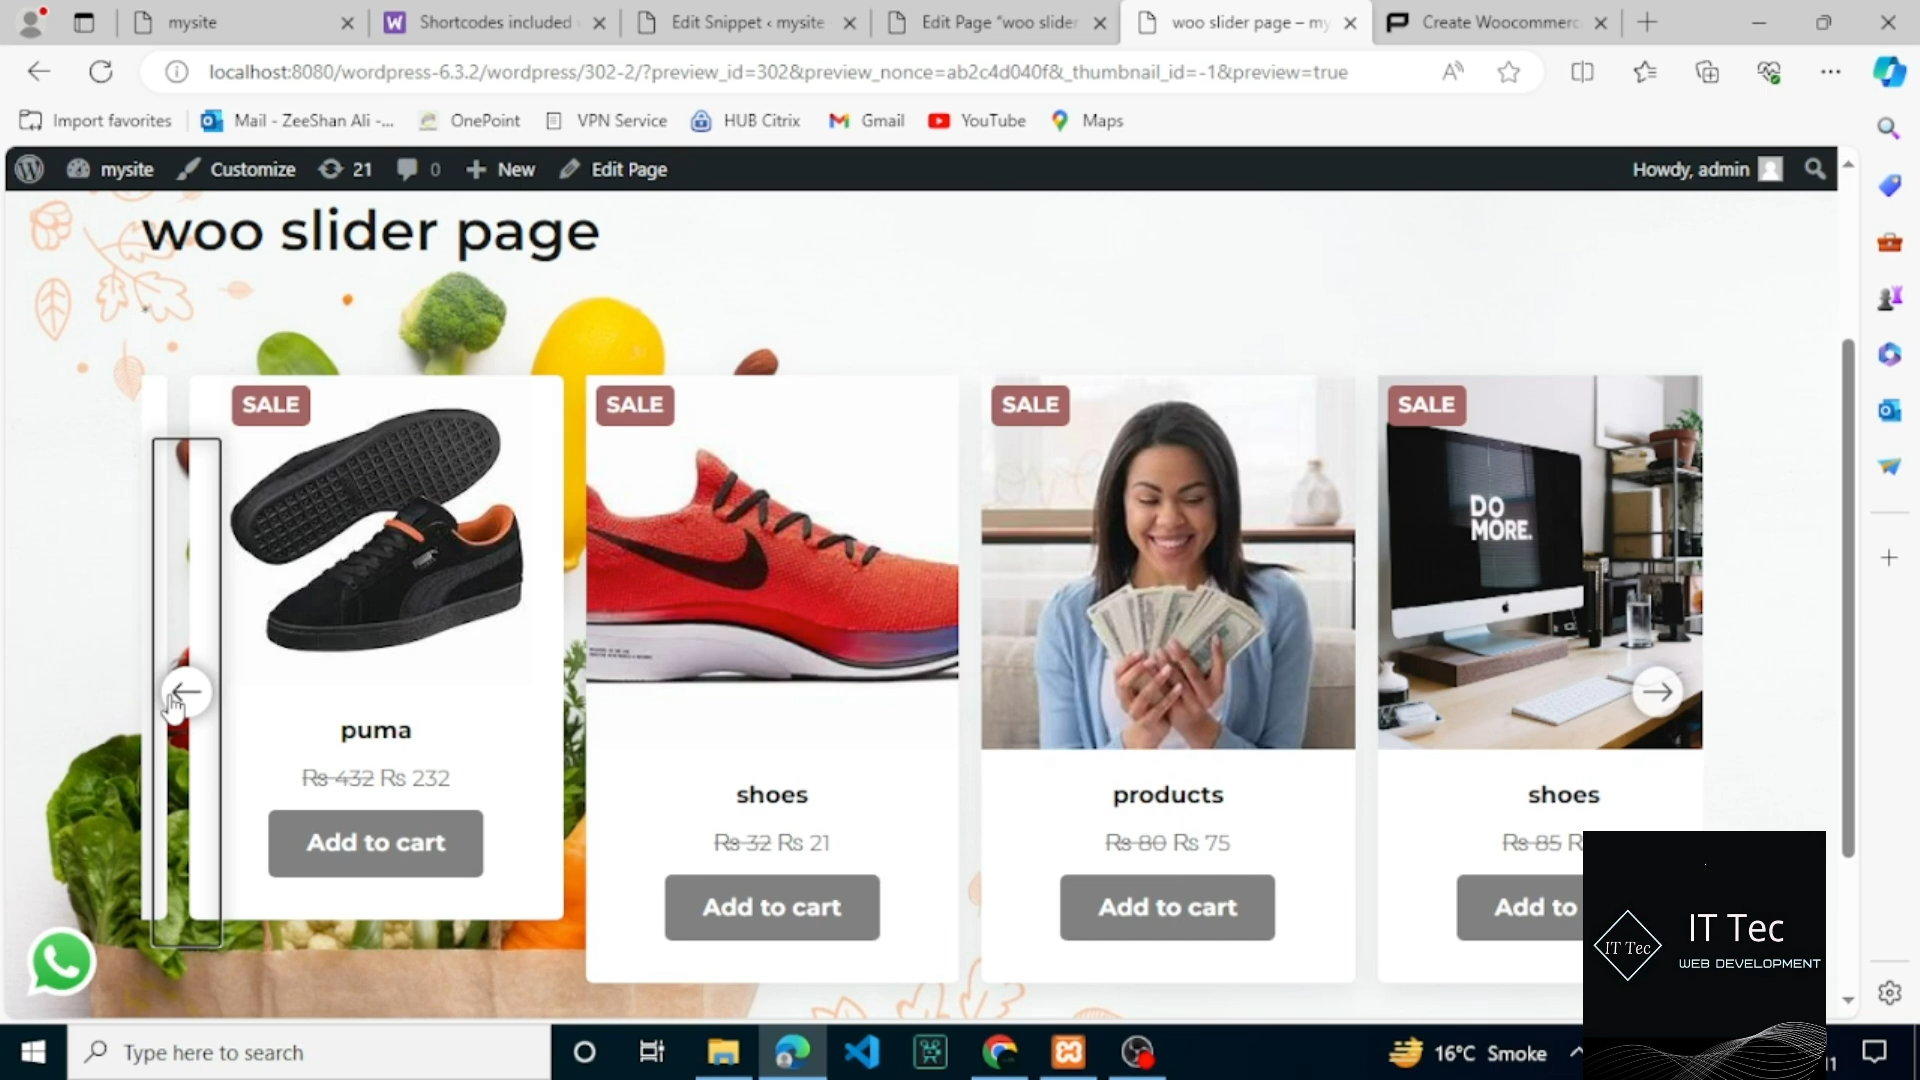 mysite
Shortcodes included
Edit Snippet ‹ mysite
Edit Page “woo slider
woo slider page – my
Create Woocommerc
localhost:8080/wordpress-6.3.2/wordpress/302-2/?preview_id=302&preview_nonce=ab2c4d040f&_thumbnail_id=-1&preview=true
Import favorites
Mail - ZeeShan Ali -...
OnePoint
VPN Service
HUB Citrix
Gmail
YouTube
Maps
mysite
Customize
21
0
New
Edit Page
Howdy, admin
woo slider page
SALE
SALE
SALE
SALE
DO
MORE.
puma
Rs 432 Rs 232
Add to cart
shoes
Rs 32 Rs 21
Add to cart
products
Rs 80 Rs 75
Add to cart
shoes
Rs 85 R
Add to
IT Tec
IT Tec
WEB DEVELOPMENT
Type here to search
16°C Smoke